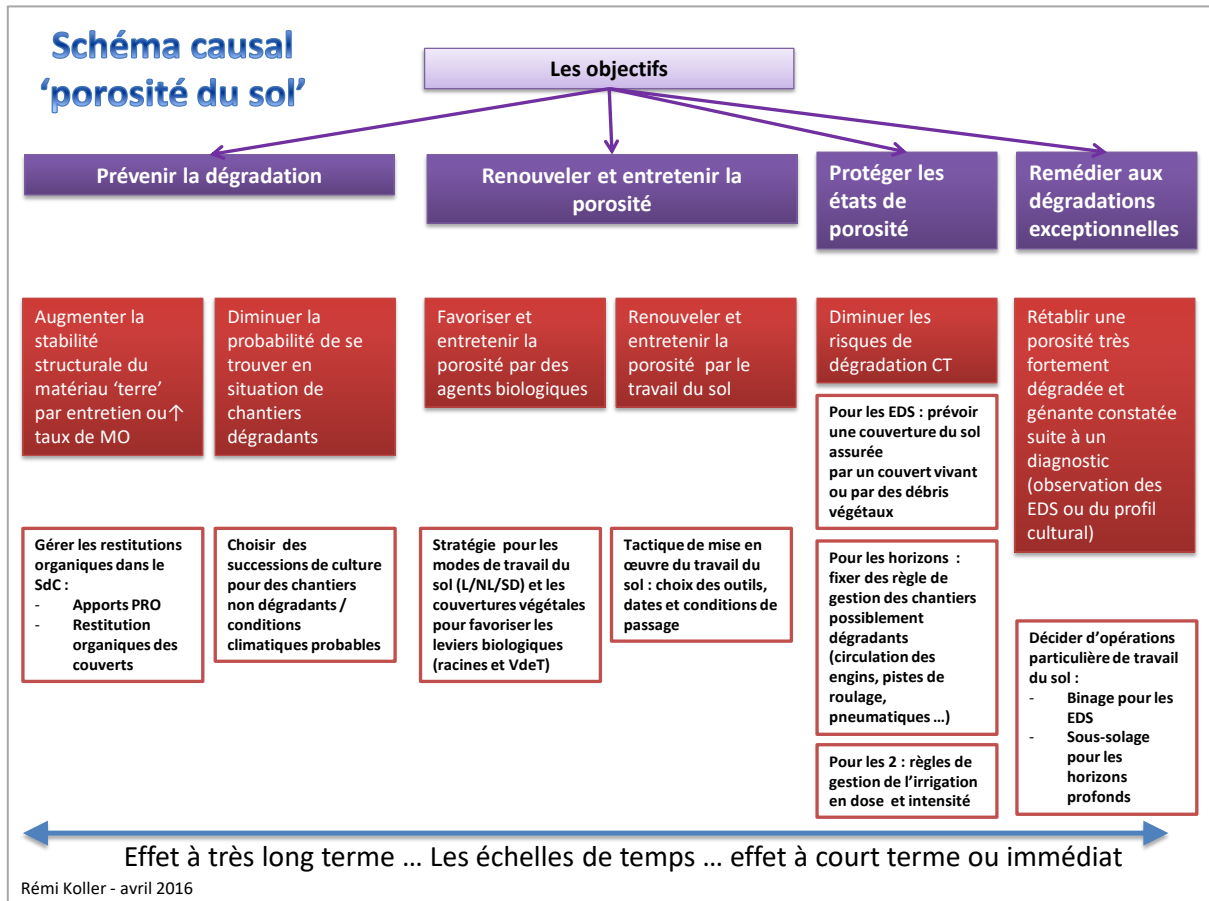 Schéma causal
‘porosité du sol’
Les objectifs
Prévenir la dégradation
Renouveler et entretenir la
porosité
Protéger les
états de
porosité
Remédier aux
dégradations
exceptionnelles
Augmenter la
stabilité
structurale du
matériau ‘terre’
par entretien ou↑
taux de MO
Diminuer la
probabilité de se
trouver en
situation de
chantiers
dégradants
Favoriser et
entretenir la
porosité par des
agents biologiques
Renouveler et
entretenir la
porosité par le
travail du sol
Diminuer les
risques de
dégradation CT
Rétablir une
porosité très
fortement
dégradée et
génante constatée
suite à un
diagnostic
(observation des
EDS ou du profil
cultural)
Gérer les restitutions
organiques dans le
SdC :
- Apports PRO
- Restitution
organiques des
couverts
Choisir des
successions de culture
pour des chantiers
non dégradants /
conditions
climatiques probables
Stratégie pour les
modes de travail du
sol (L/NL/SD) et les
couvertures végétales
pour favoriser les
leviers biologiques
(racines et VdeT)
Tactique de mise en
œuvre du travail du
sol : choix des outils,
dates et conditions de
passage
Pour les EDS : prévoir
une couverture du sol
assurée
par un couvert vivant
ou par des débris
végétaux
Pour les horizons :
fixer des règle de
gestion des chantiers
possiblement
dégradants
(circulation des
engins, pistes de
roulage,
pneumatiques …)
Pour les 2 : règles de
gestion de l’irrigation
en dose et intensité
Décider d’opérations
particulière de travail
du sol :
- Binage pour les
EDS
- Sous-solage
pour les
horizons
profonds
Effet à très long terme … Les échelles de temps … effet à court terme ou immédiat
Rémi Koller - avril 2016